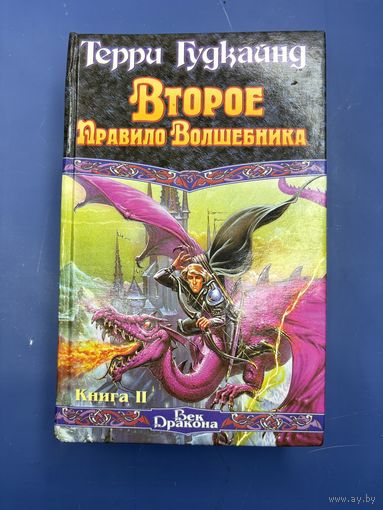 Терри Гудкайнд
Второе
Правило Волшебника
Книга II
Век
Дракона
www.ay.by